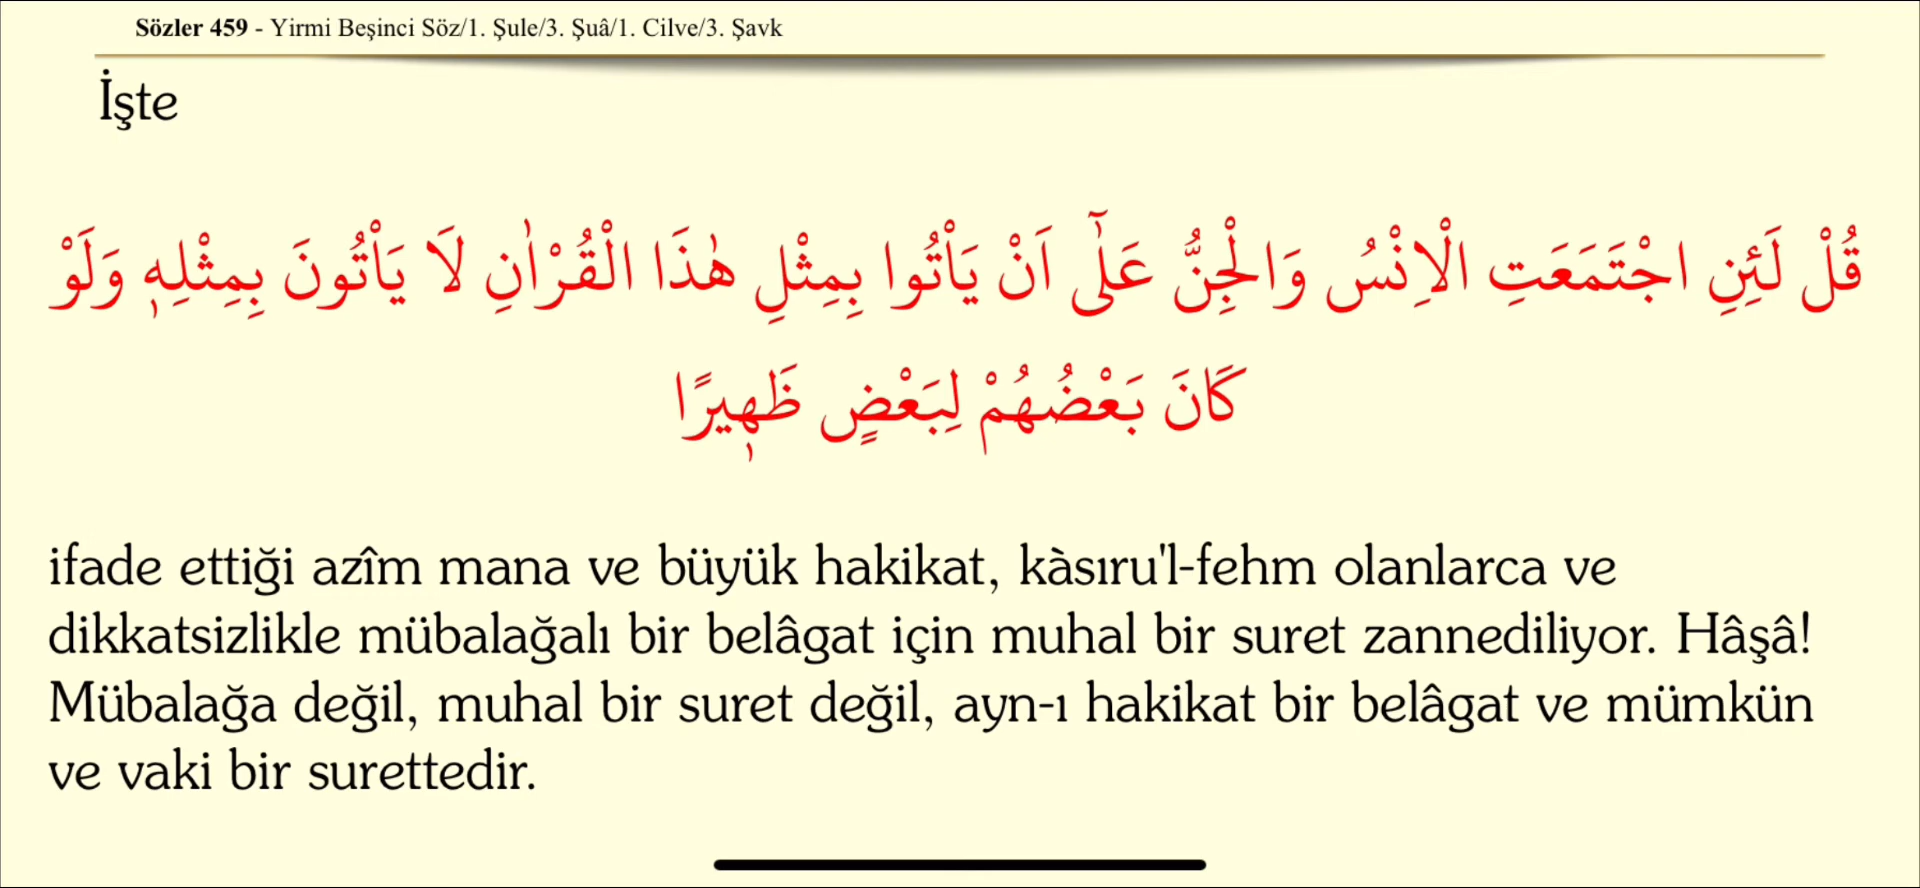 Sözler 459 - Yirmi Beşinci Söz/1. Şule/3. Şuâ/1. Cilve/3. Şavk
İşte
قُلْ لَئِنِ اجْتَمَعَتِ الْاِنْسُ وَالْجِنُّ عَلٰٓى اَنْ يَاْتُوا بِمِثْلِ هٰذَا الْقُرْاٰنِ لَا يَاْتُونَ بِمِثْلِهٖ وَلَوْ
كَانَ بَعْضُهُمْ لِبَعْضٍ ظَهٖيرًا
ifade ettiği azîm mana ve büyük hakikat, kàsıru'l-fehm olanlarca ve
dikkatsizlikle mübalağalı bir belâgat için muhal bir suret zannediliyor. Hâşâ!
Mübalağa değil, muhal bir suret değil, ayn-ı hakikat bir belâgat ve mümkün
ve vaki bir surettedir.